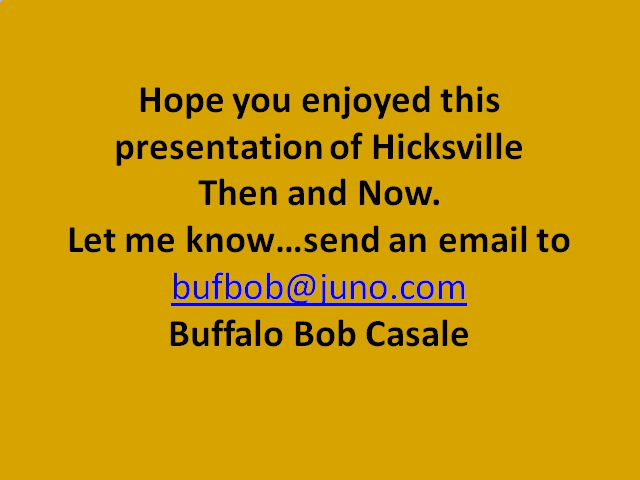 Hope you enjoyed this
presentation of Hicksville
Then and Now.
Let me know...send an email to
bufbob@juno.com
Buffalo Bob Casale